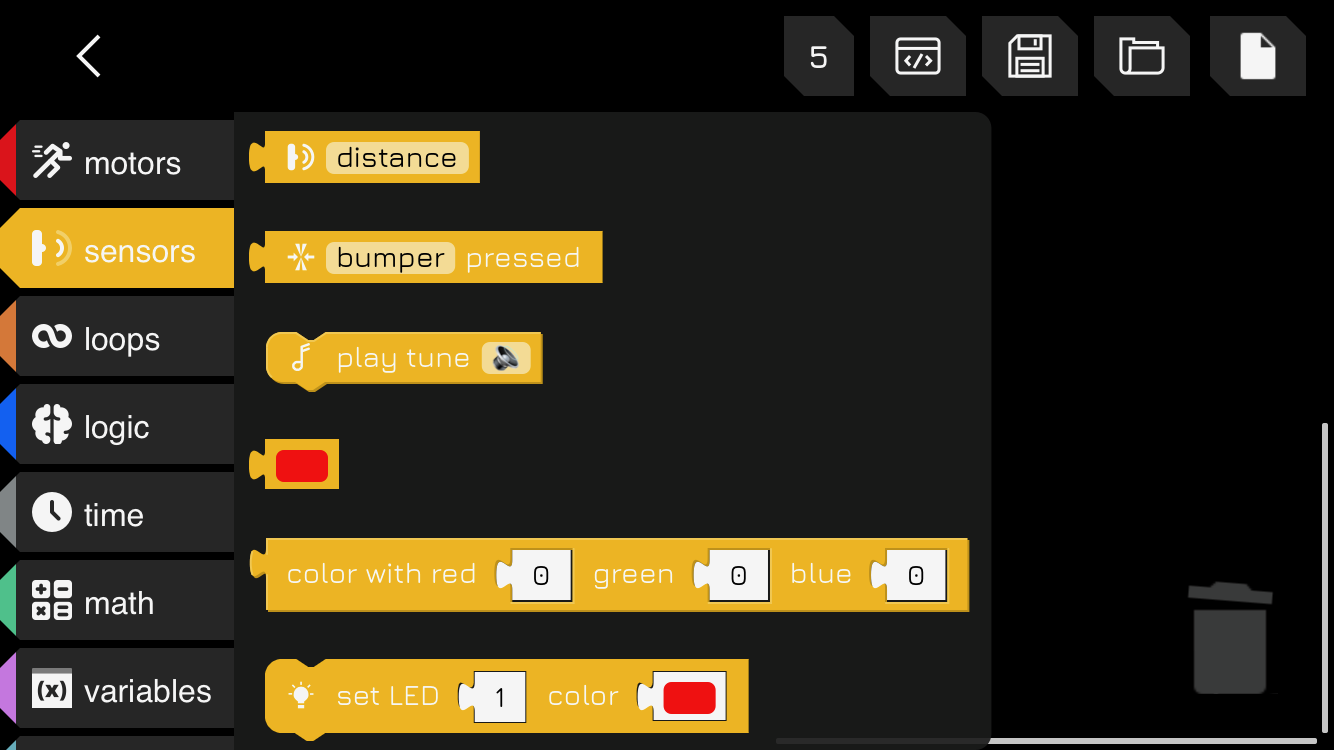 5
motors
sensors
loops
logic
time
math
(x) variables
distance
bumper pressed
play tune
color with red 0 green 0 blue 0
set LED 1 color